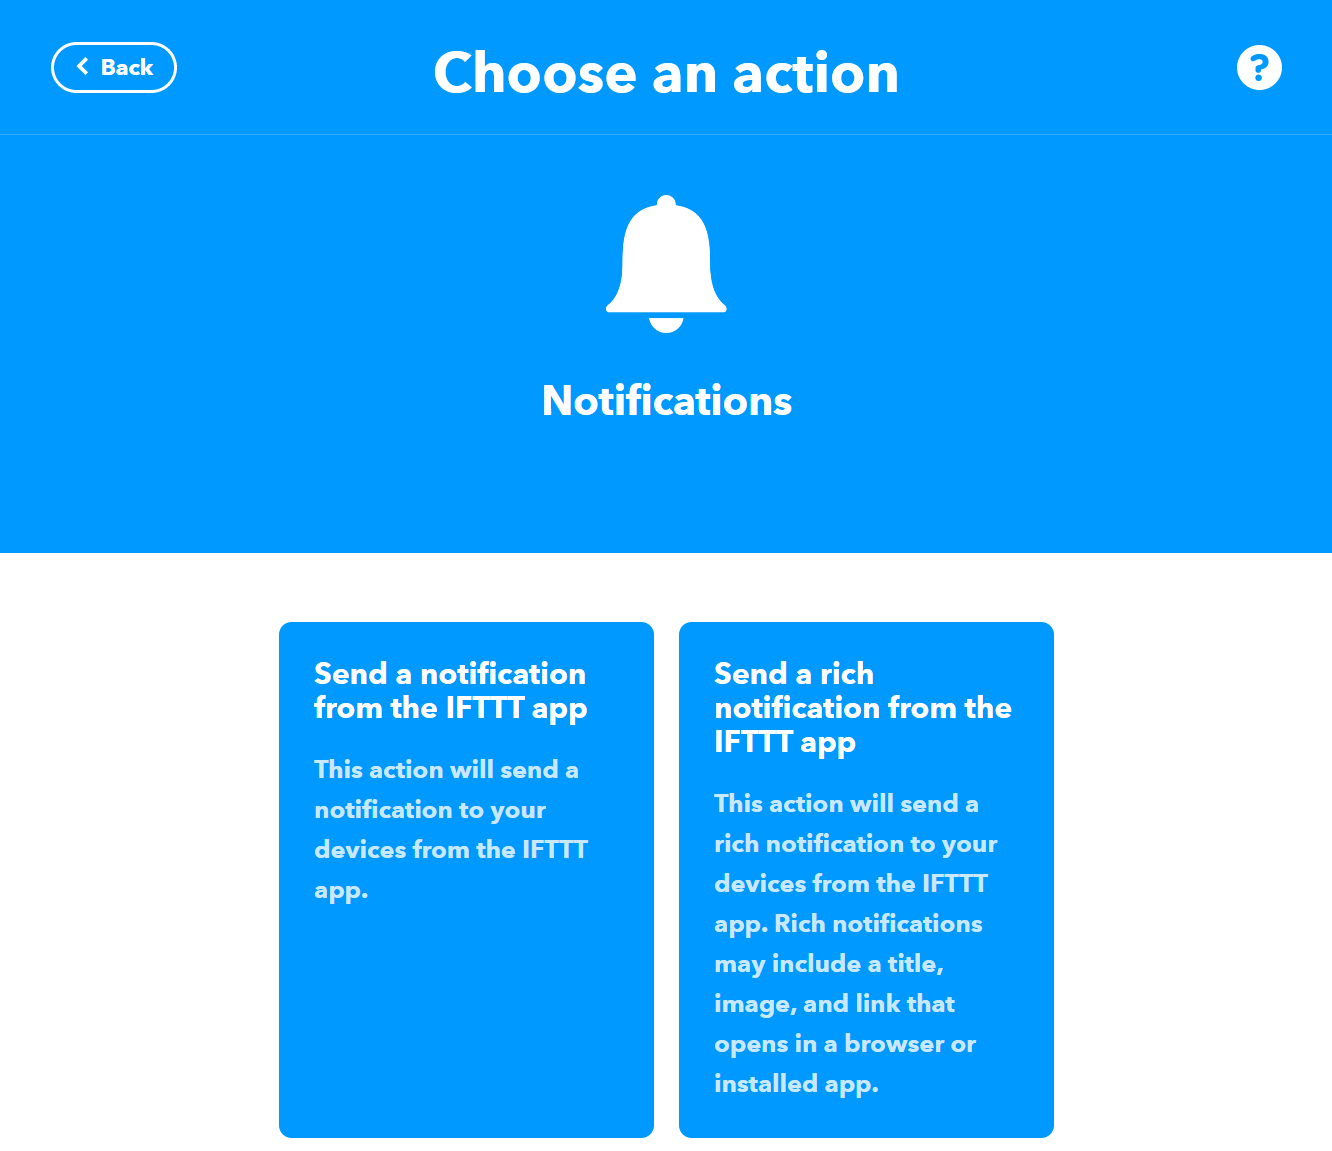 Back
Choose an action
?
Notifications
Send a notification
from the IFTTT app
This action will send a
notification to your
devices from the IFTTT
app.
Send a rich
notification from the
IFTTT app
This action will send a
rich notification to your
devices from the IFTTT
app. Rich notifications
may include a title,
image, and link that
opens in a browser or
installed app.